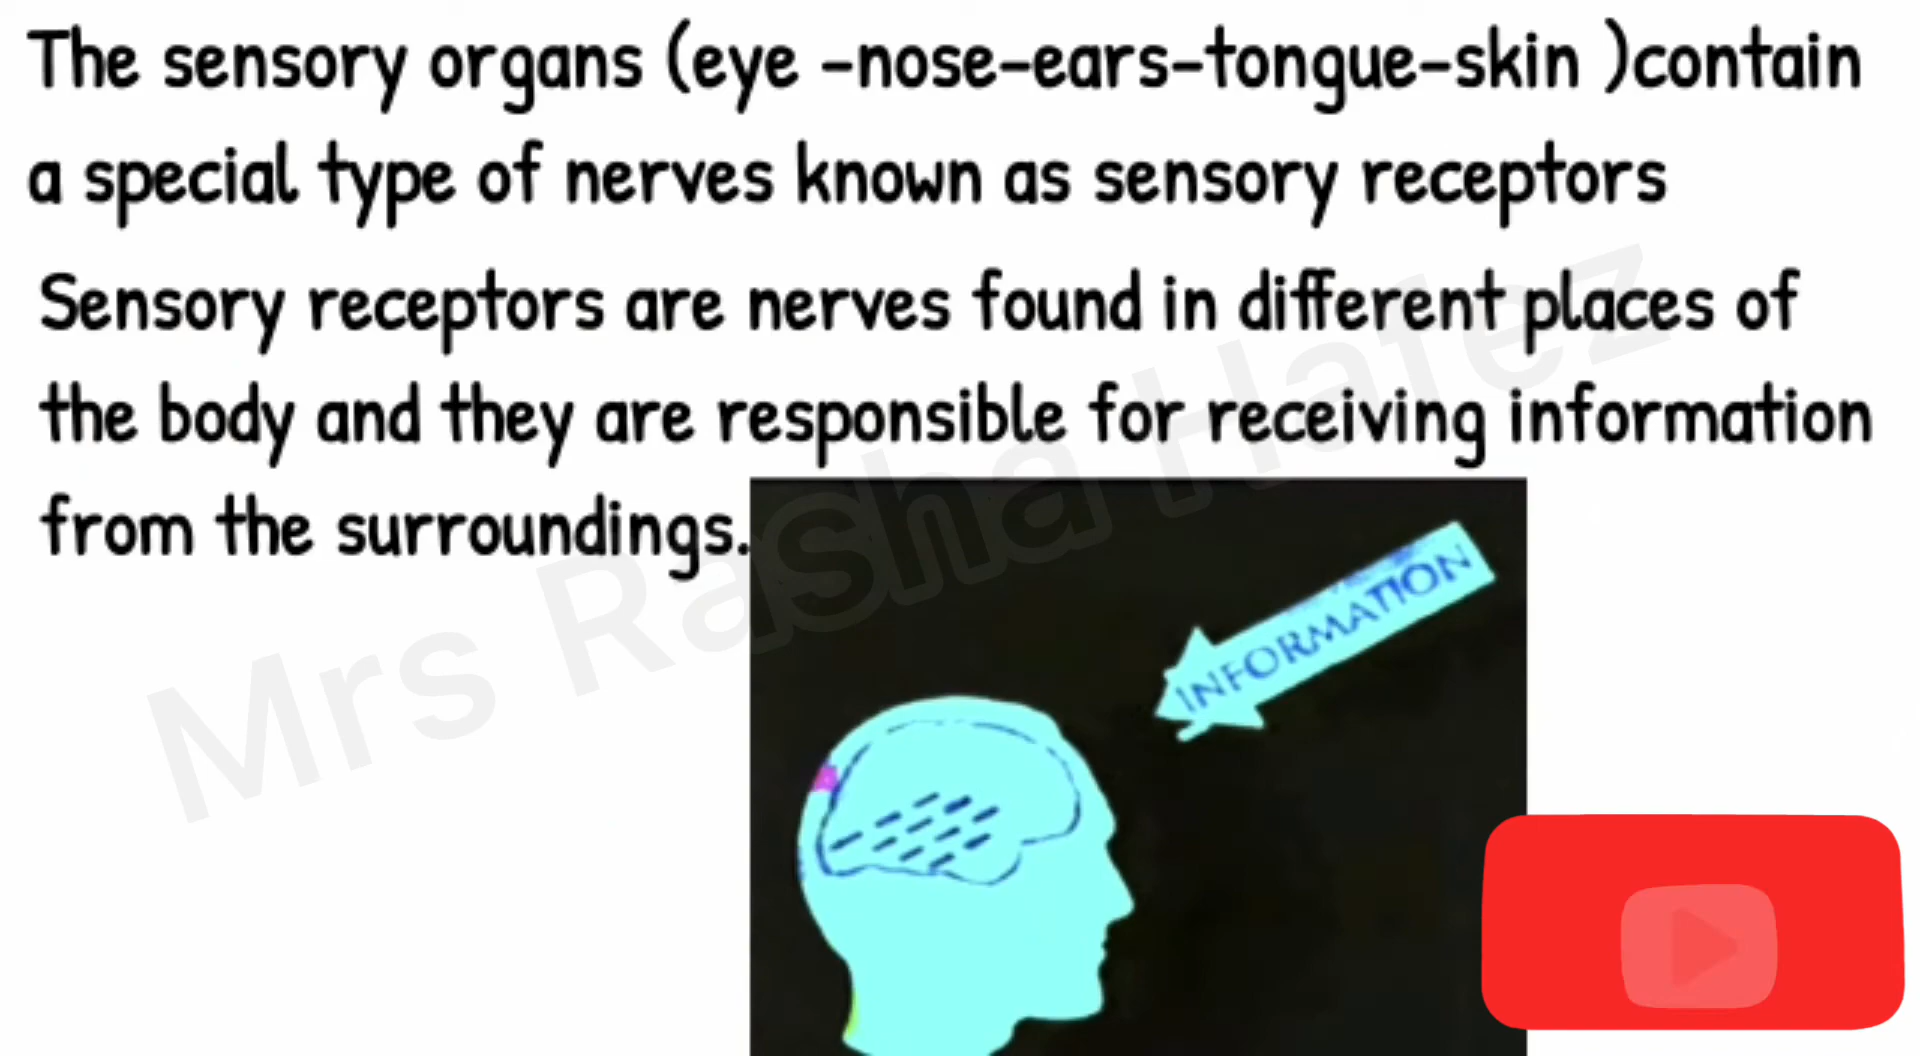 The sensory organs (eye -nose-ears-tongue-skin )contain
a special type of nerves known as sensory receptors
Sensory receptors are nerves found in different places of
the body and they are responsible for receiving information
from the surroundings.
Mrs Rasha Hafez
INFORMATION